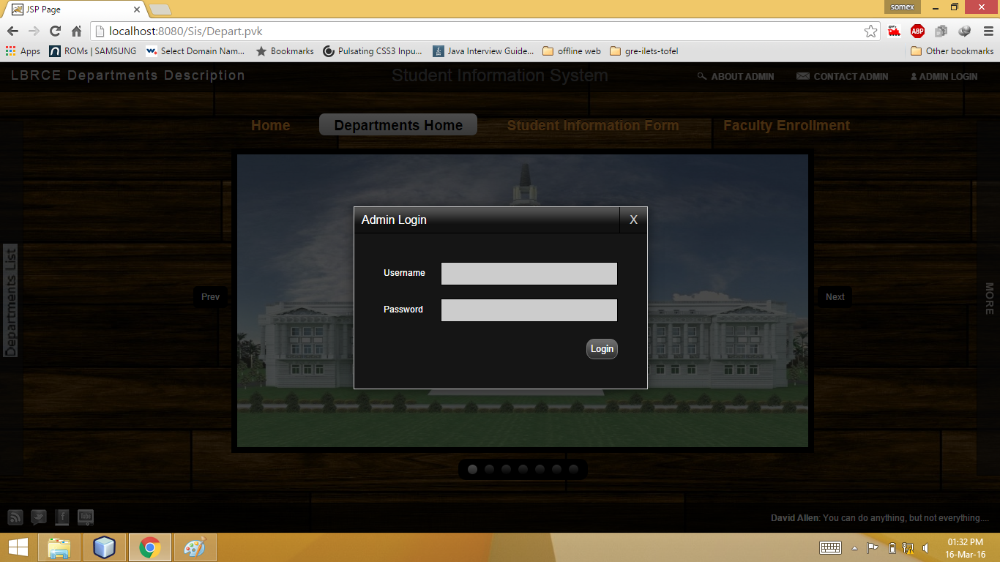 JSP Page
somex
localhost:8080/Sis/Depart.pvk
ABP
Apps ROMs | SAMSUNG Select Domain Nam... Bookmarks Pulsating CSS3 Inpu... Java Interview Guide... offline web gre-ilets-tofel Other bookmarks
LBRCE Departments Description Student Information System ABOUT ADMIN CONTACT ADMIN ADMIN LOGIN
Home Departments Home Student Information Form Faculty Enrollment
Departments List
Prev
Admin Login X
Username
Password
Login
Next
MORE
David Allen: You can do anything, but not everything....
01:32 PM
16-Mar-16